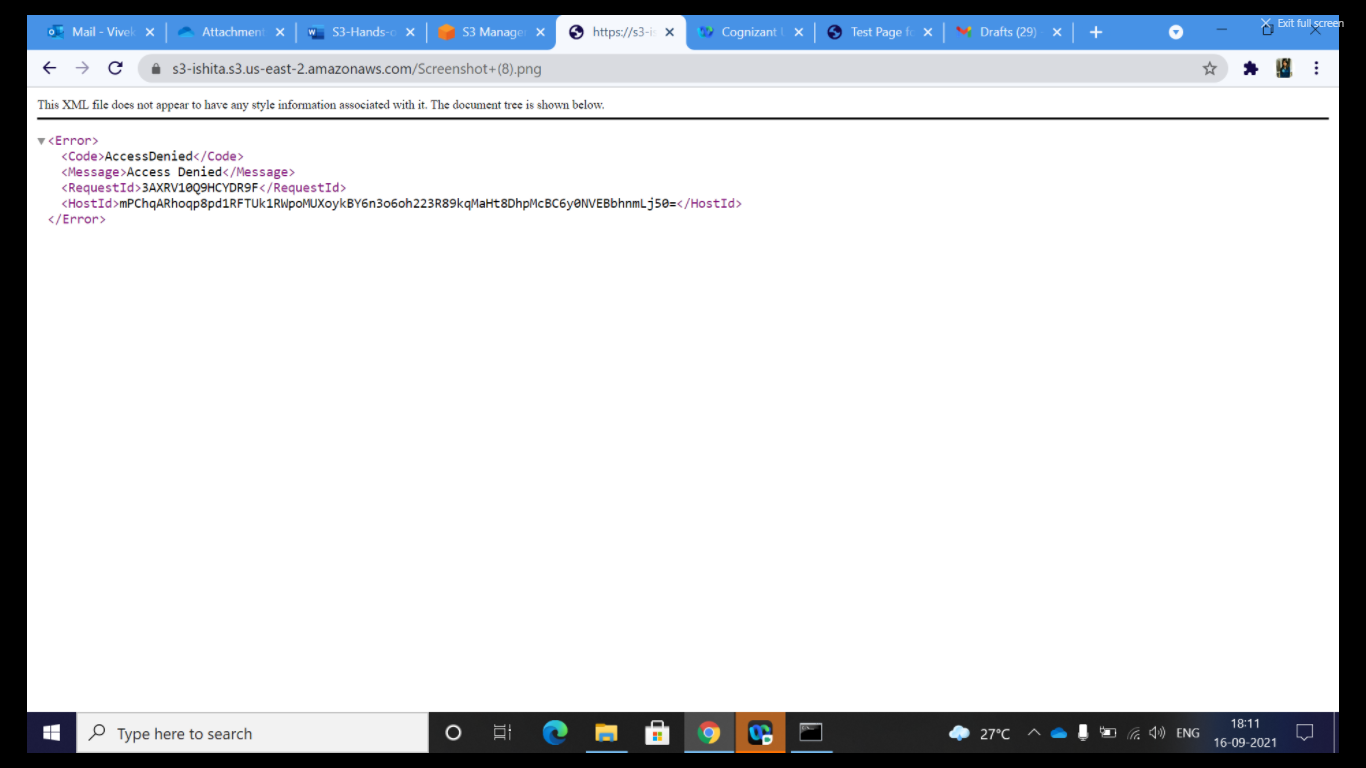 Mail - Vivek
Attachment
S3-Hands-o
S3 Manage
https://s3-is
Cognizant
Test Page fo
Drafts (29) -
Exit full screen
s3-ishita.s3.us-east-2.amazonaws.com/Screenshot+(8).png
This XML file does not appear to have any style information associated with it. The document tree is shown below.
<Error>
<Code>AccessDenied</Code>
<Message>Access Denied</Message>
<RequestId>3AXRV10Q9HCYDR9F</RequestId>
<HostId>mPChqARhoqp8pd1RFTUk1RWpoMUXoykBY6n3o6oh223R89kqMaHt8DhpMcBC6y0NVEBbhnmLj50=</HostId>
</Error>
Type here to search
27°C
ENG
18:11
16-09-2021